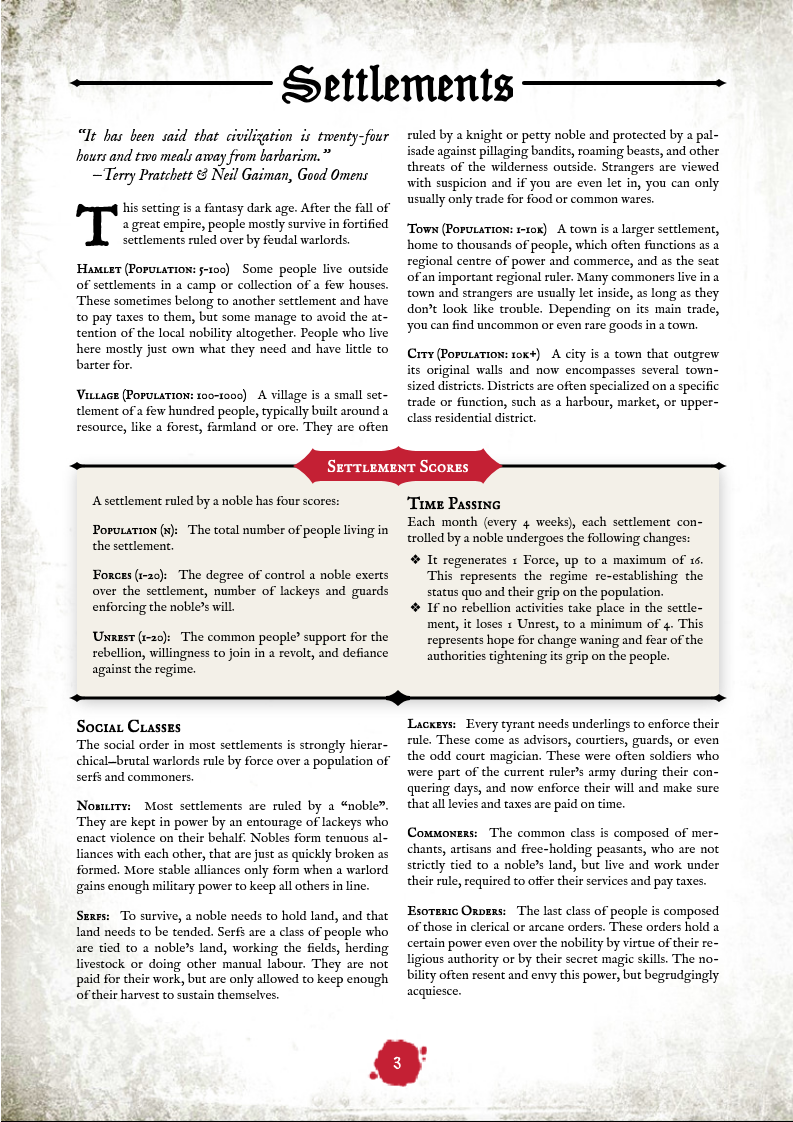 Settlements
“It has been said that civilization is twenty-four
hours and two meals away from barbarism.”
—Terry Pratchett & Neil Gaiman, Good Omens
This setting is a fantasy dark age. After the fall of
a great empire, people mostly survive in fortified
settlements ruled over by feudal warlords.
Hamlet (Population: 5-100) Some people live outside
of settlements in a camp or collection of a few houses.
These sometimes belong to another settlement and have
to pay taxes to them, but some manage to avoid the at-
tention of the local nobility altogether. People who live
here mostly just own what they need and have little to
barter for.
Village (Population: 100-1000) A village is a small set-
tlement of a few hundred people, typically built around a
resource, like a forest, farmland or ore. They are often
ruled by a knight or petty noble and protected by a pal-
isade against pillaging bandits, roaming beasts, and other
threats of the wilderness outside. Strangers are viewed
with suspicion and if you are even let in, you can only
usually only trade for food or common wares.
Town (Population: 1-10k) A town is a larger settlement,
home to thousands of people, which often functions as a
regional centre of power and commerce, and as the seat
of an important regional ruler. Many commoners live in a
town and strangers are usually let inside, as long as they
don’t look like trouble. Depending on its main trade,
you can find uncommon or even rare goods in a town.
City (Population: 10k+) A city is a town that outgrew
its original walls and now encompasses several town-
sized districts. Districts are often specialized on a specific
trade or function, such as a harbour, market, or upper-
class residential district.
Settlement Scores
A settlement ruled by a noble has four scores:
Population (n): The total number of people living in
the settlement.
Forces (1-20): The degree of control a noble exerts
over the settlement, number of lackeys and guards
enforcing the noble’s will.
Unrest (1-20): The common people’ support for the
rebellion, willingness to join in a revolt, and defiance
against the regime.
Time Passing
Each month (every 4 weeks), each settlement con-
trolled by a noble undergoes the following changes:
❖ It regenerates 1 Force, up to a maximum of 16.
This represents the regime re-establishing the
status quo and their grip on the population.
❖ If no rebellion activities take place in the settle-
ment, it loses 1 Unrest, to a minimum of 4. This
represents hope for change waning and fear of the
authorities tightening its grip on the people.
Social Classes
The social order in most settlements is strongly hierar-
chical—brutal warlords rule by force over a population of
serfs and commoners.
Nobility: Most settlements are ruled by a “noble”.
They are kept in power by an entourage of lackeys who
enact violence on their behalf. Nobles form tenuous al-
liances with each other, that are just as quickly broken as
formed. More stable alliances only form when a warlord
gains enough military power to keep all others in line.
Serfs: To survive, a noble needs to hold land, and that
land needs to be tended. Serfs are a class of people who
are tied to a noble’s land, working the fields, herding
livestock or doing other manual labour. They are not
paid for their work, but are only allowed to keep enough
of their harvest to sustain themselves.
Lackeys: Every tyrant needs underlings to enforce their
rule. These come as advisors, courtiers, guards, or even
the odd court magician. These were often soldiers who
were part of the current ruler’s army during their con-
quering days, and now enforce their will and make sure
that all levies and taxes are paid on time.
Commoners: The common class is composed of mer-
chants, artisans and free-holding peasants, who are not
strictly tied to a noble’s land, but live and work under
their rule, required to offer their services and pay taxes.
Esoteric Orders: The last class of people is composed
of those in clerical or arcane orders. These orders hold a
certain power even over the nobility by virtue of their re-
ligious authority or by their secret magic skills. The no-
bility often resent and envy this power, but begrudgingly
acquiesce.
3